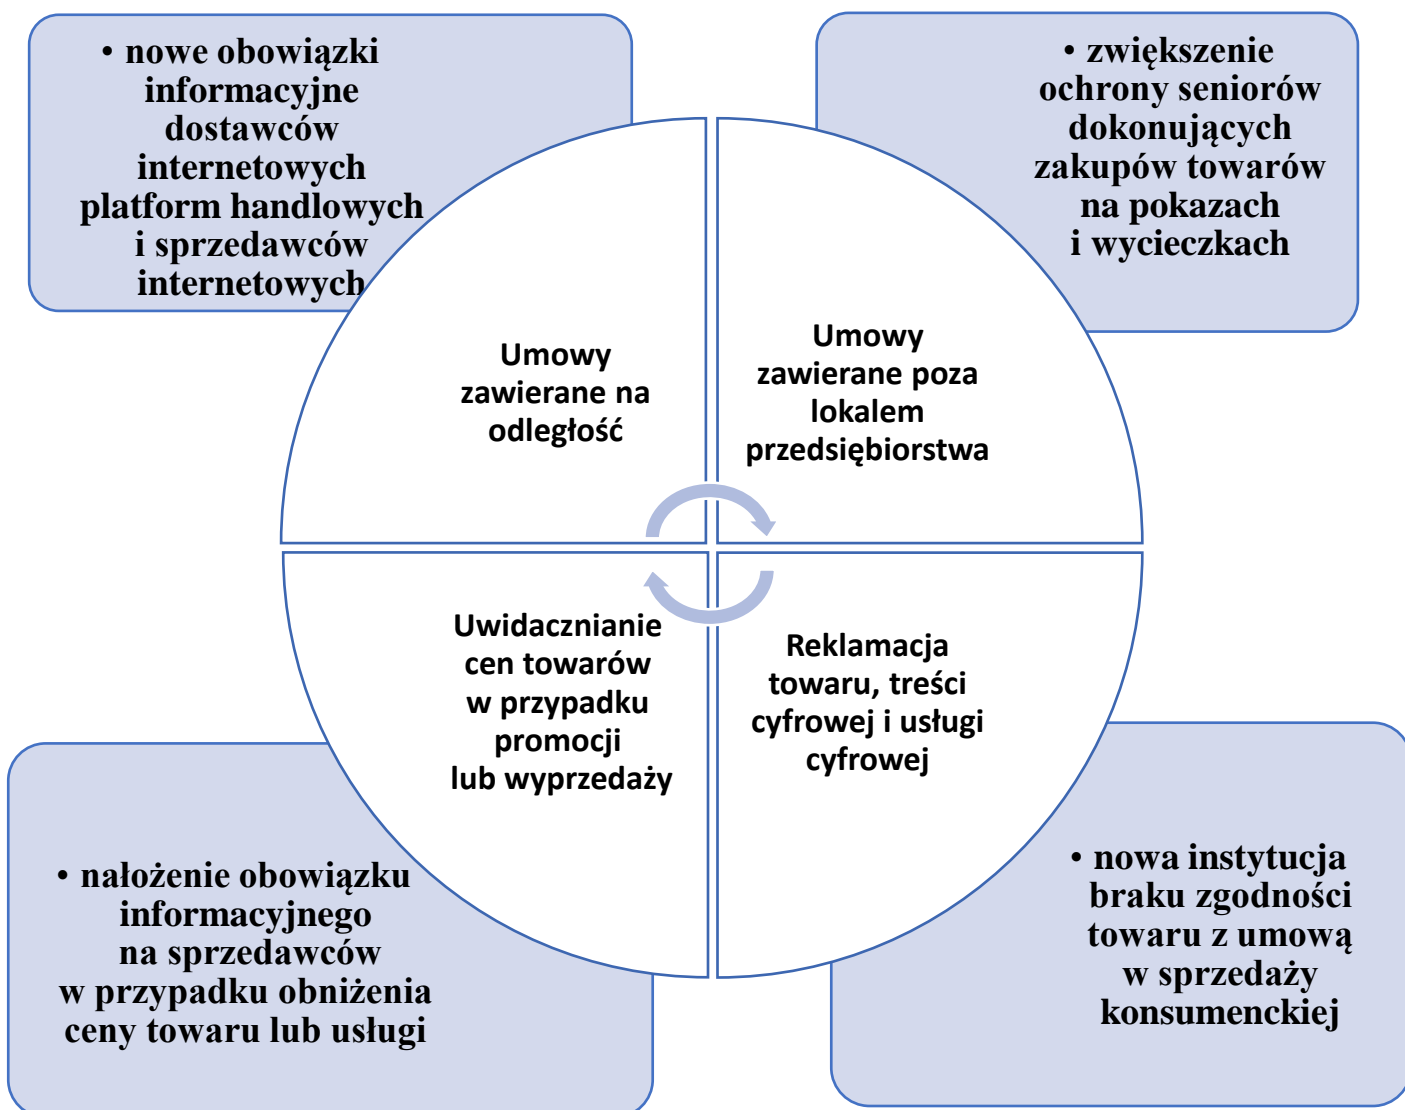 • nowe obowiązki
informacyjne
dostawców
internetowych
platform handlowych
i sprzedawców
internetowych
• zwiększenie
ochrony seniorów
dokonujących
zakupów towarów
na pokazach
i wycieczkach
Umowy
zawierane na
odległość
Umowy
zawierane poza
lokalem
przedsiębiorstwa
Uwidacznianie
cen towarów
w przypadku
promocji
lub wyprzedaży
Reklamacja
towaru, treści
cyfrowej i usługi
cyfrowej
• nałożenie obowiązku
informacyjnego
na sprzedawców
w przypadku obniżenia
ceny towaru lub usługi
• nowa instytucja
braku zgodności
towaru z umową
w sprzedaży
konsumenckiej